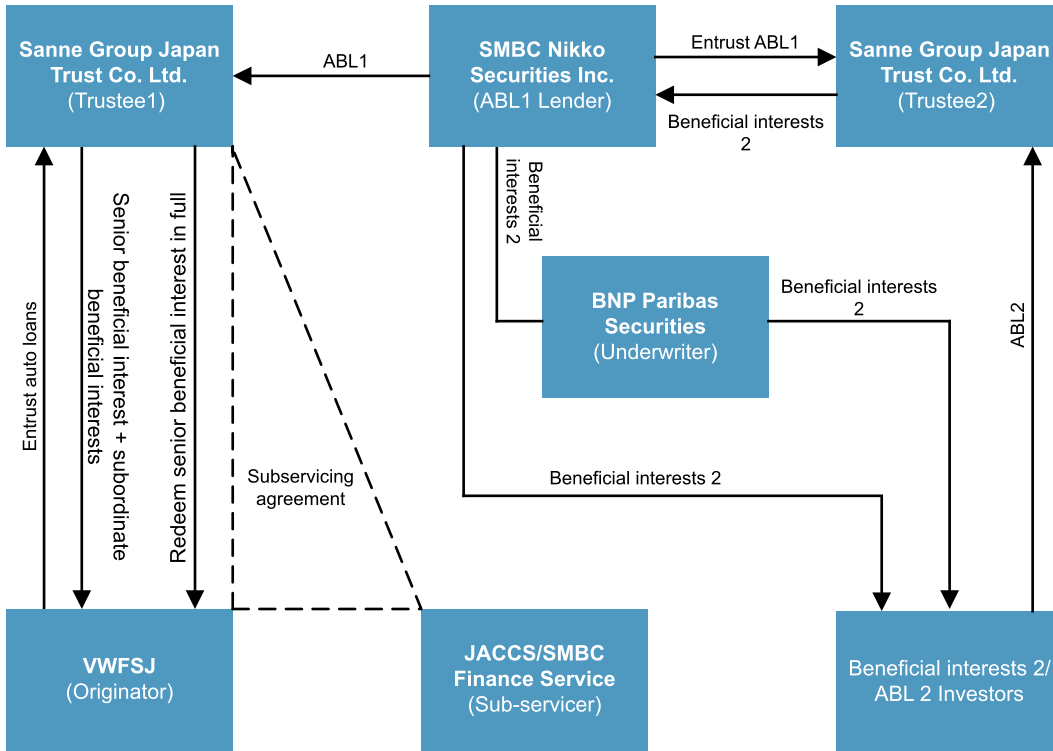 Sanne Group Japan
Trust Co. Ltd.
(Trustee1)
ABL1
SMBC Nikko
Securities Inc.
(ABL1 Lender)
Entrust ABL1
Beneficial interests
2
Sanne Group Japan
Trust Co. Ltd.
(Trustee2)
Entrust auto loans
Senior beneficial interest + subordinate
beneficial interests
Redeem senior beneficial interest in full
Subservicing
agreement
Beneficial
interests 2
BNP Paribas
Securities
(Underwriter)
Beneficial interests
2
ABL2
Beneficial interests 2
VWFSJ
(Originator)
JACCS/SMBC
Finance Service
(Sub-servicer)
Beneficial interests 2/
ABL 2 Investors